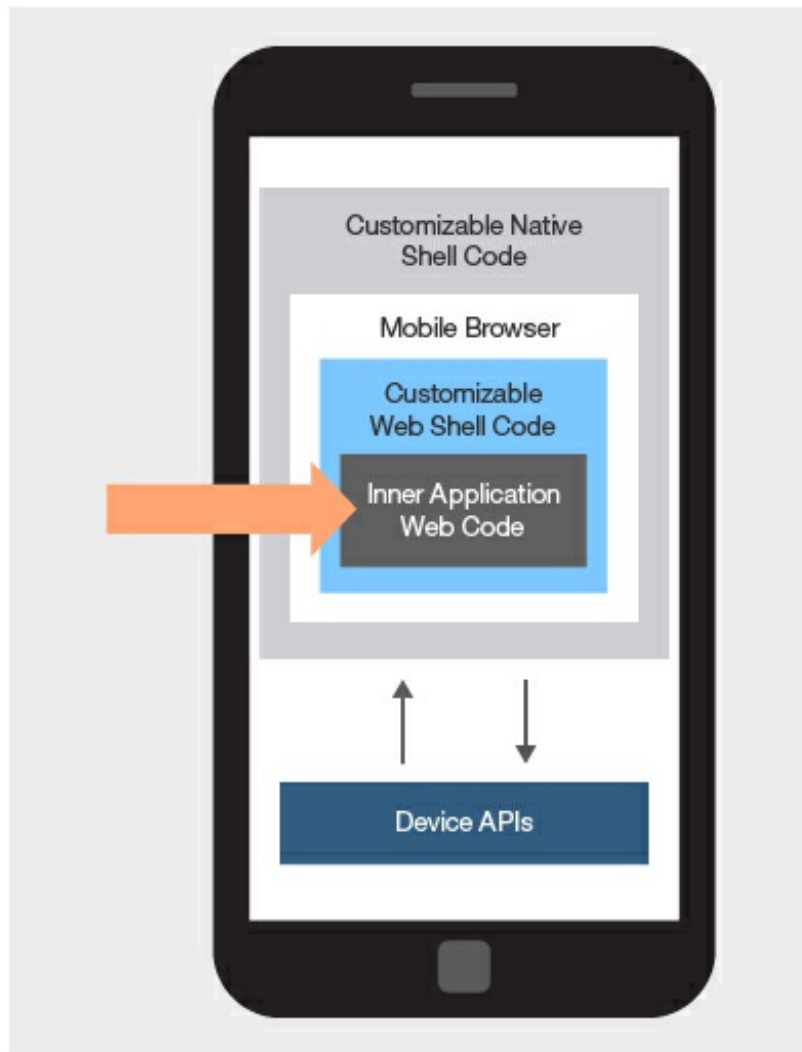 Customizable Native
Shell Code
Mobile Browser
Customizable
Web Shell Code
Inner Application
Web Code
Device APIs